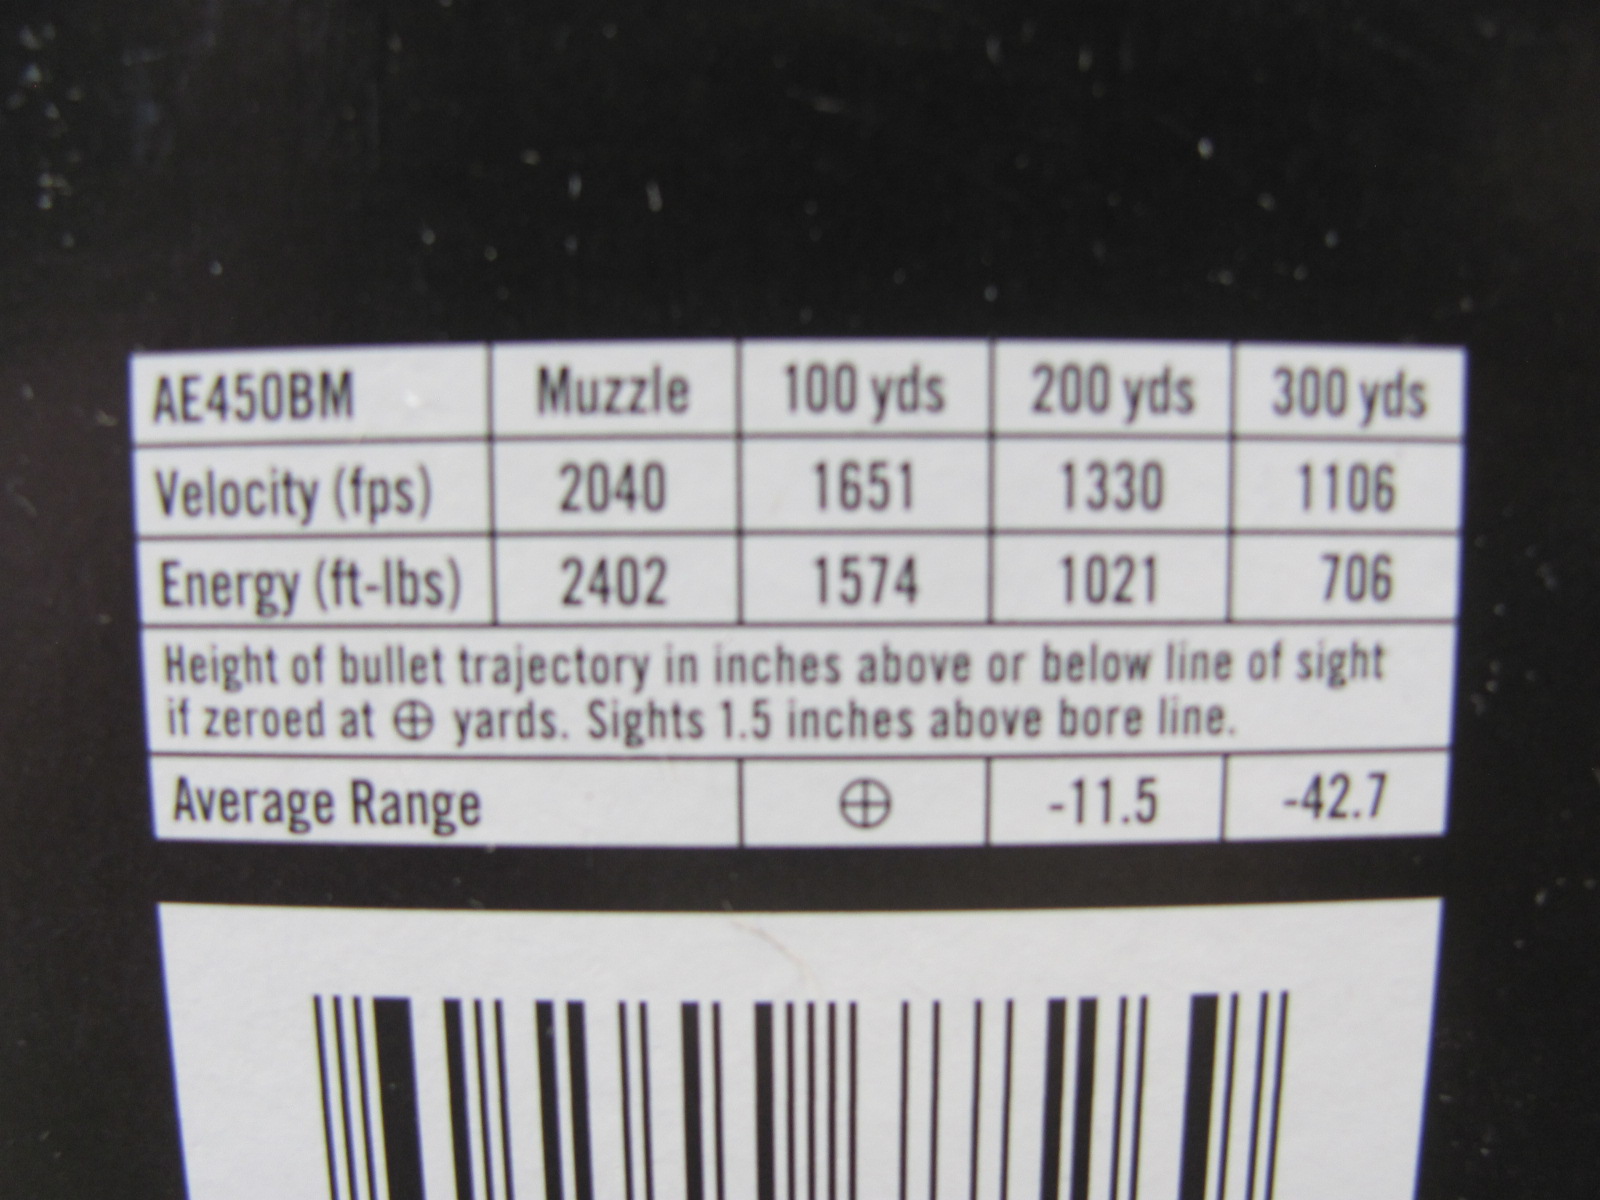 AE450BM Muzzle 100 yds 200 yds 300 yds
Velocity (fps) 2040 1651 1330 1106
Energy (ft-lbs) 2402 1574 1021 706
Height of bullet trajectory in inches above or below line of sight
if zeroed at ⊕ yards. Sights 1.5 inches above bore line.
Average Range ⊕ -11.5 -42.7